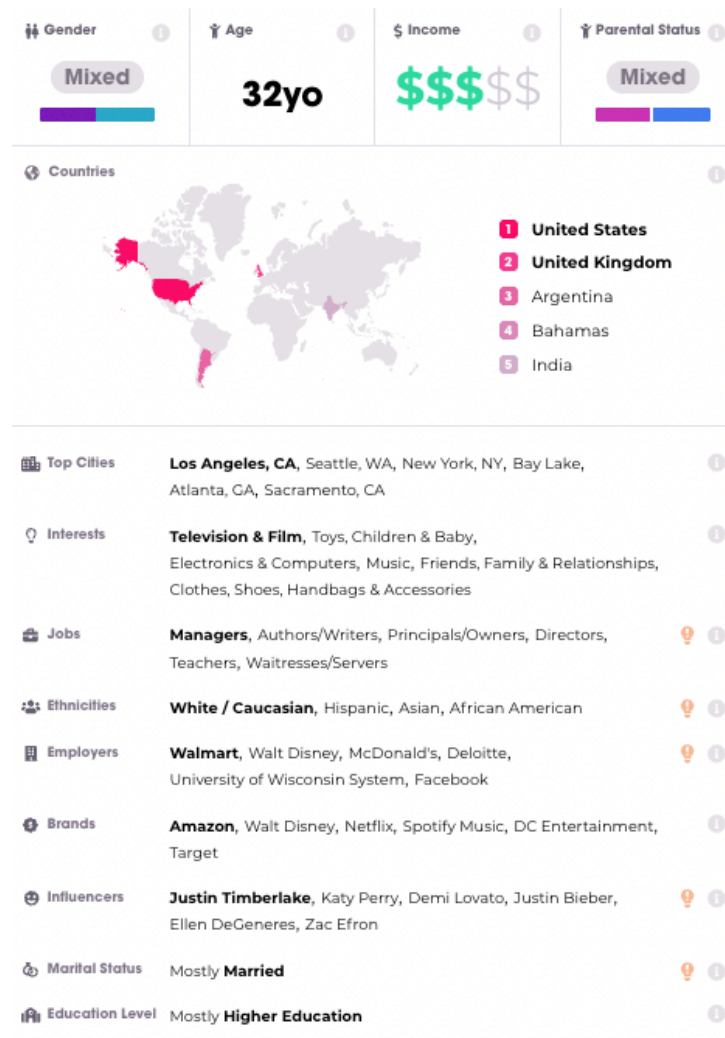 Gender
Age
$ Income
Parental Status
Mixed
32yo
$$$$$
Mixed
Countries
1 United States
2 United Kingdom
3 Argentina
4 Bahamas
5 India
Top Cities
Los Angeles, CA, Seattle, WA, New York, NY, Bay Lake,
Atlanta, GA, Sacramento, CA
Interests
Television & Film, Toys, Children & Baby,
Electronics & Computers, Music, Friends, Family & Relationships,
Clothes, Shoes, Handbags & Accessories
Jobs
Managers, Authors/Writers, Principals/Owners, Directors,
Teachers, Waitresses/Servers
Ethnicities
White / Caucasian, Hispanic, Asian, African American
Employers
Walmart, Walt Disney, McDonald's, Deloitte,
University of Wisconsin System, Facebook
Brands
Amazon, Walt Disney, Netflix, Spotify Music, DC Entertainment,
Target
Influencers
Justin Timberlake, Katy Perry, Demi Lovato, Justin Bieber,
Ellen DeGeneres, Zac Efron
Marital Status
Mostly Married
Education Level
Mostly Higher Education